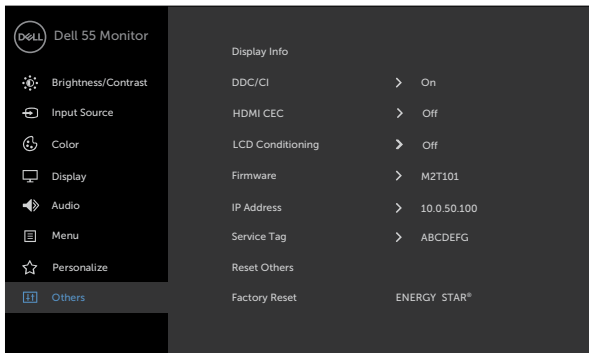 DELL Dell 55 Monitor
Display Info
Brightness/Contrast DDC/CI On
Input Source HDMI CEC Off
Color LCD Conditioning Off
Display Firmware M2T101
Audio IP Address 10.0.50.100
Menu Service Tag ABCDEFG
Personalize Reset Others
Others Factory Reset ENERGY STAR®